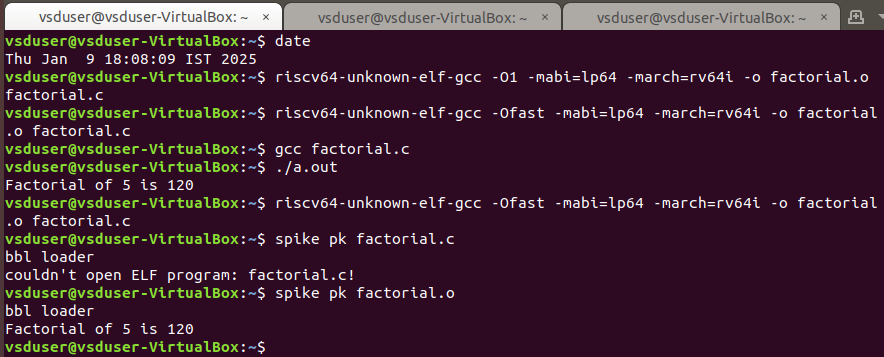 vsduser@vsduser-VirtualBox: ~ × vsduser@vsduser-VirtualBox: ~ × vsduser@vsduser-VirtualBox: ~ ×
vsduser@vsduser-VirtualBox:~$ date
Thu Jan  9 18:08:09 IST 2025
vsduser@vsduser-VirtualBox:~$ riscv64-unknown-elf-gcc -O1 -mabi=lp64 -march=rv64i -o factorial.o
factorial.c
vsduser@vsduser-VirtualBox:~$ riscv64-unknown-elf-gcc -Ofast -mabi=lp64 -march=rv64i -o factorial
.o factorial.c
vsduser@vsduser-VirtualBox:~$ gcc factorial.c
vsduser@vsduser-VirtualBox:~$ ./a.out
Factorial of 5 is 120
vsduser@vsduser-VirtualBox:~$ riscv64-unknown-elf-gcc -Ofast -mabi=lp64 -march=rv64i -o factorial
.o factorial.c
vsduser@vsduser-VirtualBox:~$ spike pk factorial.c
bbl loader
couldn't open ELF program: factorial.c!
vsduser@vsduser-VirtualBox:~$ spike pk factorial.o
bbl loader
Factorial of 5 is 120
vsduser@vsduser-VirtualBox:~$